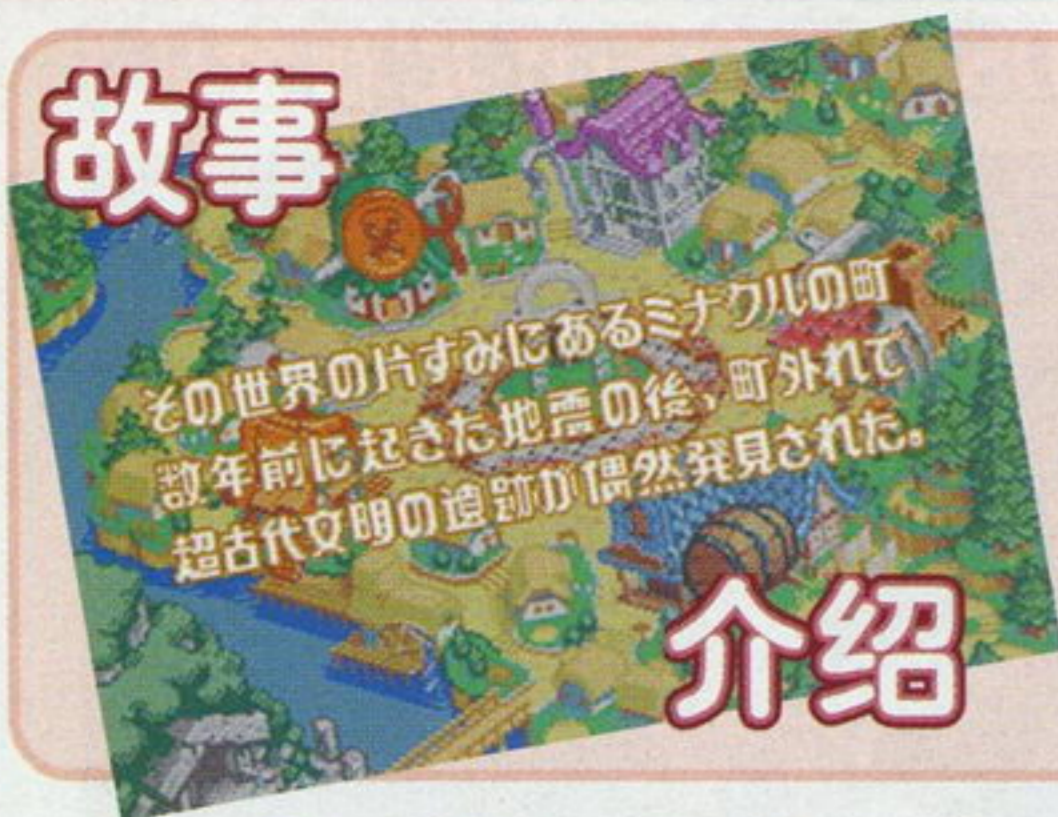 故事
その世界の片すみにあるミナクルの町
数年前に起きた地震の後、町外れで
超古代文明の遺跡が偶然発見された。
介绍